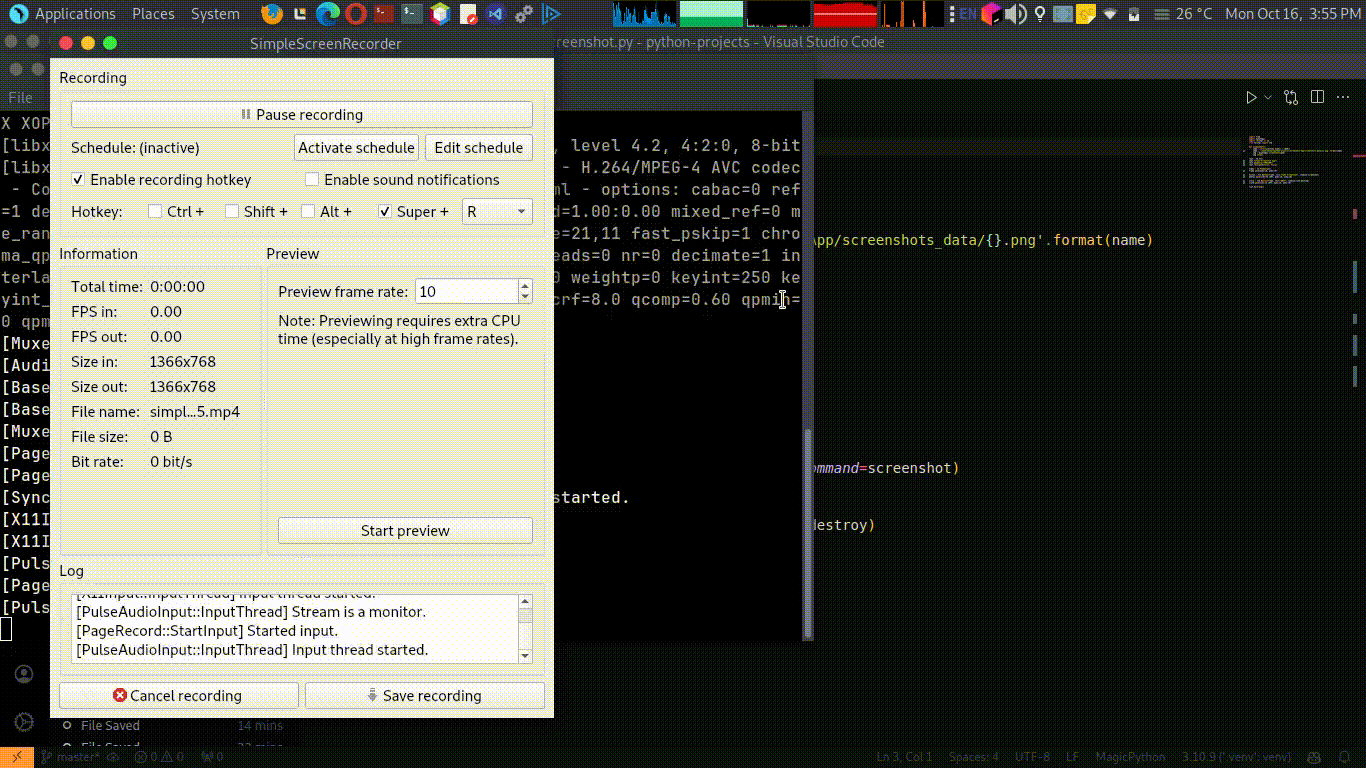 Applications Places System EN 26 °C Mon Oct 16, 3:55 PM
SimpleScreenRecorder
reenshot.py - python-projects - Visual Studio Code
File
Recording
Pause recording
Schedule: (inactive) Activate schedule Edit schedule
Enable recording hotkey Enable sound notifications
Hotkey: Ctrl + Shift + Alt + Super + R
Information
Total time: 0:00:00
FPS in: 0.00
FPS out: 0.00
Size in: 1366x768
Size out: 1366x768
File name: simpl...5.mp4
File size: 0 B
Bit rate: 0 bit/s
Preview
Preview frame rate: 10
Note: Previewing requires extra CPU
time (especially at high frame rates).
Start preview
Log
[X11Input::InputThread] Input thread started.
[PulseAudioInput::InputThread] Stream is a monitor.
[PageRecord::StartInput] Started input.
[PulseAudioInput::InputThread] Input thread started.
Cancel recording Save recording
X XOP
[libx , level 4.2, 4:2:0, 8-bit
[libx - H.264/MPEG-4 AVC codec
- Co ml - options: cabac=0 ref
=1 de d=1.00:0.00 mixed_ref=0 m
e_ran e=21,11 fast_pskip=1 chro
ma_qp eads=0 nr=0 decimate=1 in
terla 0 weightp=0 keyint=250 ke
yint_ crf=8.0 qcomp=0.60 qpmin=
0 qpm
[Muxe
[Audi
[Base
[Base
[Muxe
[Page
[Page
[Sync started.
[X11I
[X11I
[Puls
[Page
[Puls
App/screenshots_data/{}.png'.format(name)
ommand=screenshot)
destroy)
File Saved 14 mins
File Saved
master* 0 0 0 Ln 3, Col 1 Spaces: 4 UTF-8 LF MagicPython 3.10.9 ('.venv': venv)